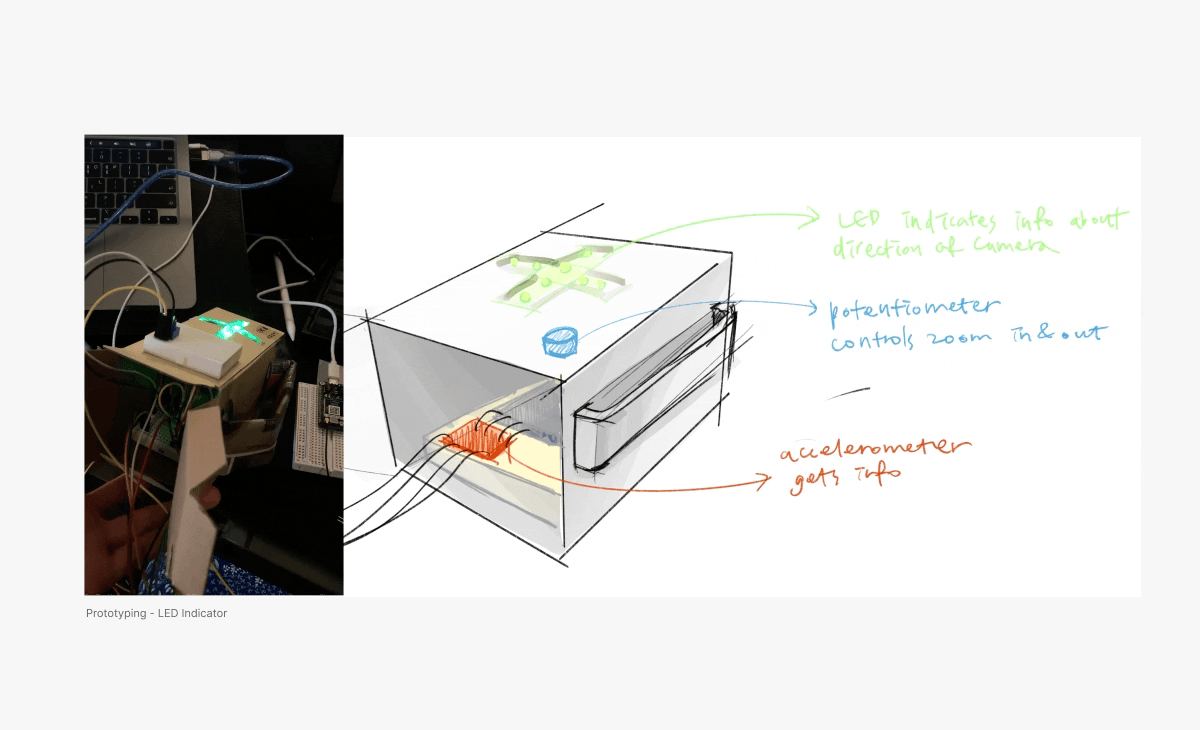 LED indicates info about
direction of Camera
potentiometer
controls zoom in & out
accelerometer
gets info
Prototyping - LED Indicator